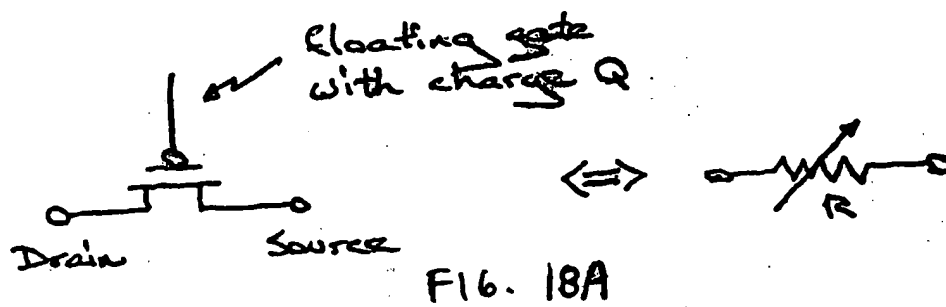 floating gate
with charge Q
<=>
R
Drain
Source
FIG. 18A